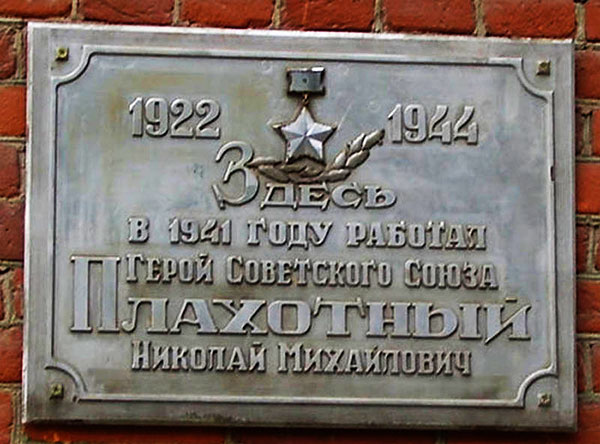 1922 1944
Здесь
в 1941 году работал
Герой Советского Союза
Плахотный
Николай Михайлович